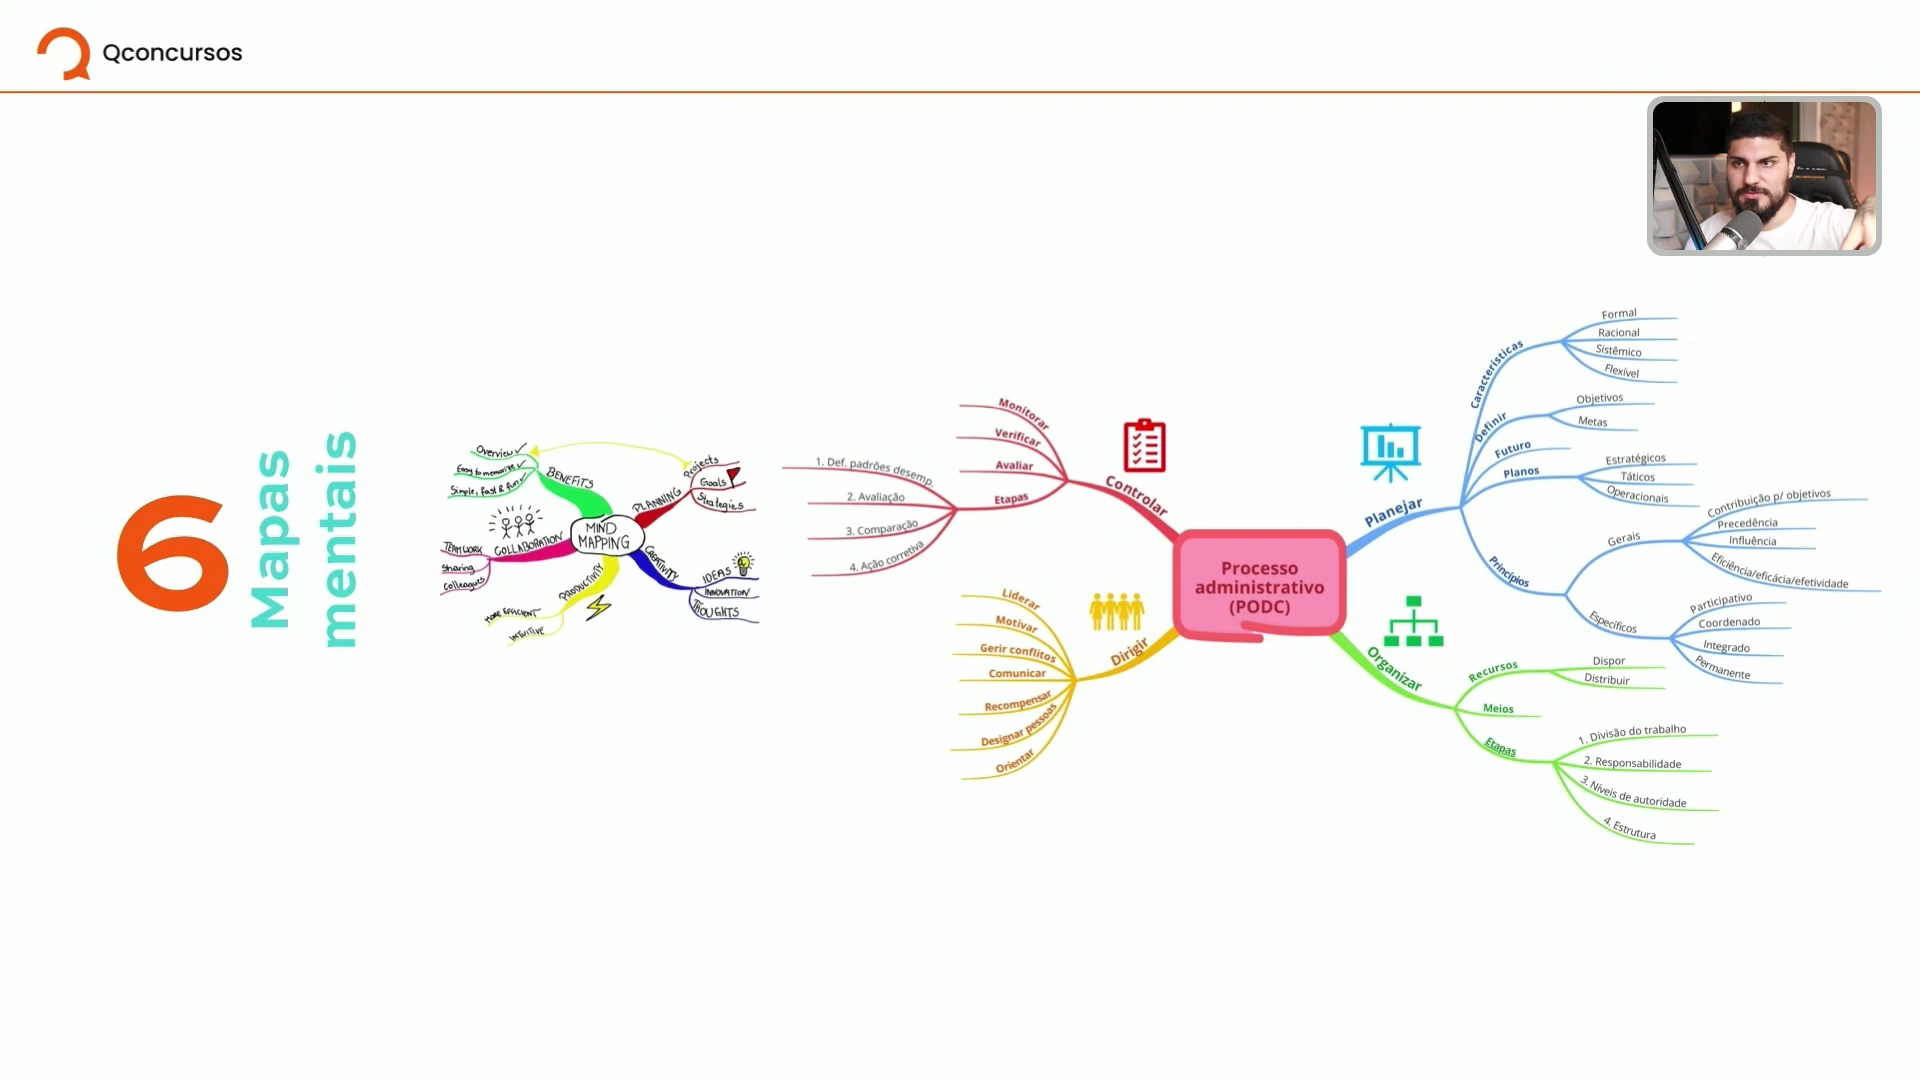 Qconcursos
6
Mapas
mentais
MIND
MAPPING
BENEFITS
Overview
Easy to memorize
Simple, fast & fun
PLANNING
Projects
Goals
Strategies
COLLABORATION
TEAMWORK
Sharing
Colleagues
PRODUCTIVITY
MORE EFFICIENT
INTUITIVE
CREATIVITY
IDEAS
INNOVATION
THOUGHTS
Processo
administrativo
(PODC)
Controlar
Monitorar
Verificar
Avaliar
Etapas
1. Def. padrões desemp.
2. Avaliação
3. Comparação
4. Ação corretiva
Dirigir
Liderar
Motivar
Gerir conflitos
Comunicar
Recompensar
Designar pessoas
Orientar
Planejar
Características
Formal
Racional
Sistêmico
Flexível
Definir
Objetivos
Metas
Futuro
Planos
Estratégicos
Táticos
Operacionais
Princípios
Gerais
Contribuição p/ objetivos
Precedência
Influência
Eficiência/eficácia/efetividade
Específicos
Participativo
Coordenado
Integrado
Permanente
Organizar
Recursos
Dispor
Distribuir
Meios
Etapas
1. Divisão do trabalho
2. Responsabilidade
3. Níveis de autoridade
4. Estrutura